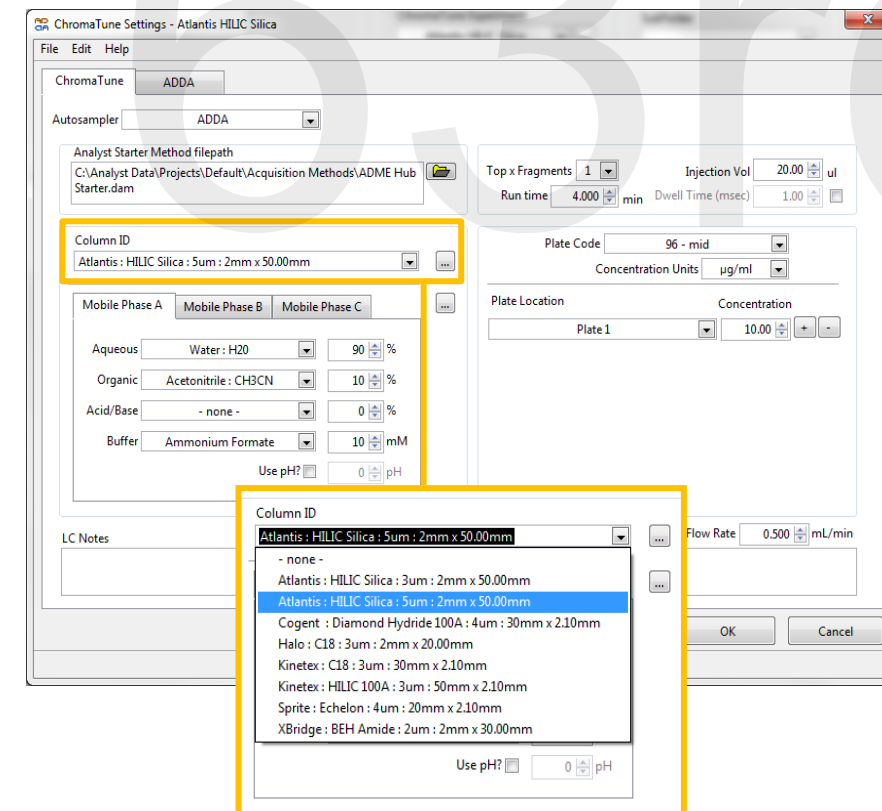 ChromaTune Settings - Atlantis HILIC Silica
File Edit Help
ChromaTune ADDA
Autosampler ADDA
Analyst Starter Method filepath
C:\Analyst Data\Projects\Default\Acquisition Methods\ADME Hub
Starter.dam
Top x Fragments 1 Injection Vol 20.00 ul
Run time 4.000 min Dwell Time (msec) 1.00
Column ID
Atlantis : HILIC Silica : 5um : 2mm x 50.00mm ...
Plate Code 96 - mid
Concentration Units µg/ml
Mobile Phase A Mobile Phase B Mobile Phase C ...
Plate Location Concentration
Plate 1 10.00 + -
Aqueous Water : H20 90 %
Organic Acetonitrile : CH3CN 10 %
Acid/Base - none - 0 %
Buffer Ammonium Formate 10 mM
Use pH? 0 pH
LC Notes
Flow Rate 0.500 mL/min
OK Cancel
Column ID
Atlantis : HILIC Silica : 5um : 2mm x 50.00mm ...
- none -
Atlantis : HILIC Silica : 3um : 2mm x 50.00mm
...
Atlantis : HILIC Silica : 5um : 2mm x 50.00mm
Cogent : Diamond Hydride 100A : 4um : 30mm x 2.10mm
Halo : C18 : 3um : 2mm x 20.00mm
Kinetex : C18 : 3um : 30mm x 2.10mm
Kinetex : HILIC 100A : 3um : 50mm x 2.10mm
Sprite : Echelon : 4um : 20mm x 2.10mm
XBridge : BEH Amide : 2um : 2mm x 30.00mm
Use pH? 0 pH